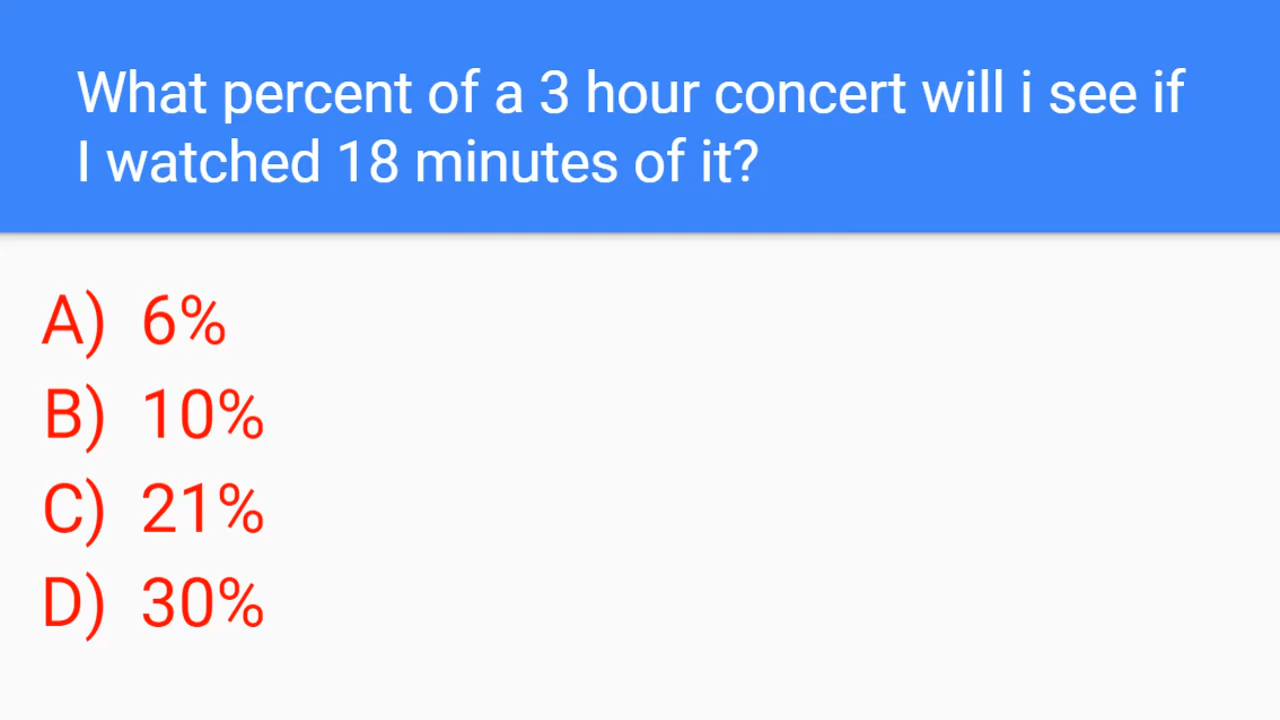 What percent of a 3 hour concert will i see if
I watched 18 minutes of it?
A) 6%
B) 10%
C) 21%
D) 30%